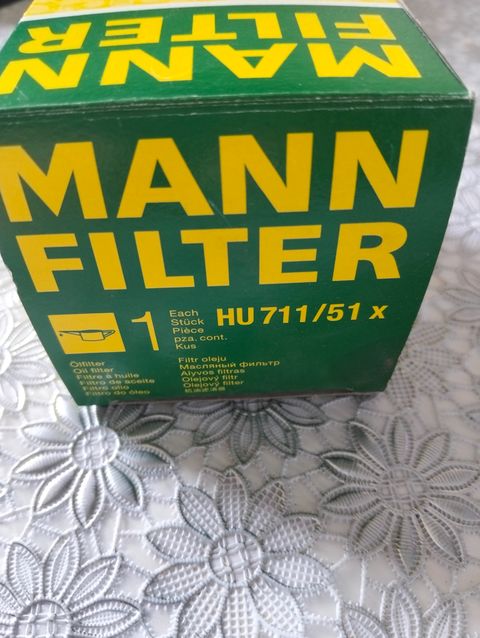 MANN
FILTER
MANN
FILTER
1
Each
Stück
Pièce
pza. cont.
Kus
HU 711/51 x
Ölfilter
Oil filter
Filtre à huile
Filtro de aceite
Filtro olio
Filtro do óleo
Filtr oleju
Масляный фильтр
Alyvos filtras
Olejový filtr
Olejový filter